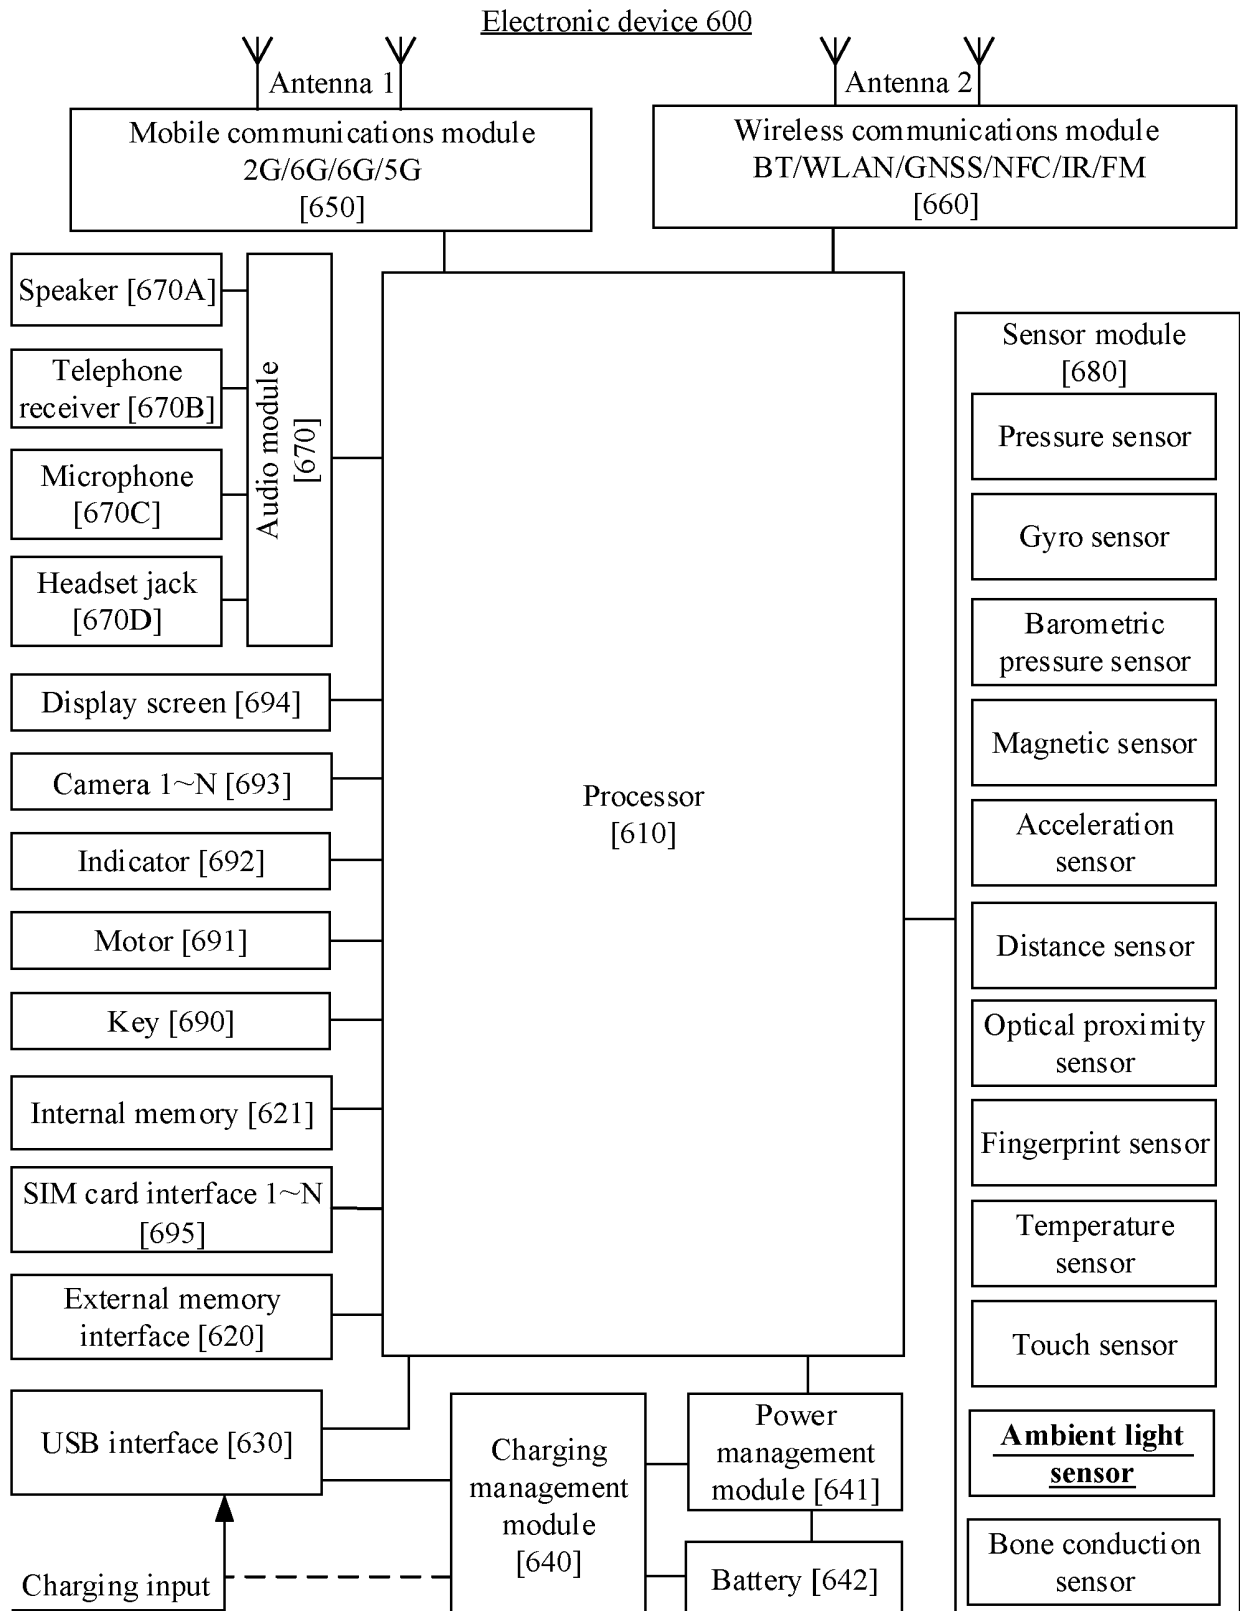 Electronic device 600
Antenna 1
Antenna 2
Mobile communications module
2G/6G/6G/5G
[650]
Wireless communications module
BT/WLAN/GNSS/NFC/IR/FM
[660]
Speaker [670A]
Telephone
receiver [670B]
Microphone
[670C]
Headset jack
[670D]
Audio module
[670]
Display screen [694]
Camera 1~N [693]
Indicator [692]
Motor [691]
Key [690]
Internal memory [621]
SIM card interface 1~N
[695]
External memory
interface [620]
Processor
[610]
Sensor module
[680]
Pressure sensor
Gyro sensor
Barometric
pressure sensor
Magnetic sensor
Acceleration
sensor
Distance sensor
Optical proximity
sensor
Fingerprint sensor
Temperature
sensor
Touch sensor
Ambient light
sensor
Bone conduction
sensor
USB interface [630]
Charging input
Charging
management
module
[640]
Power
management
module [641]
Battery [642]